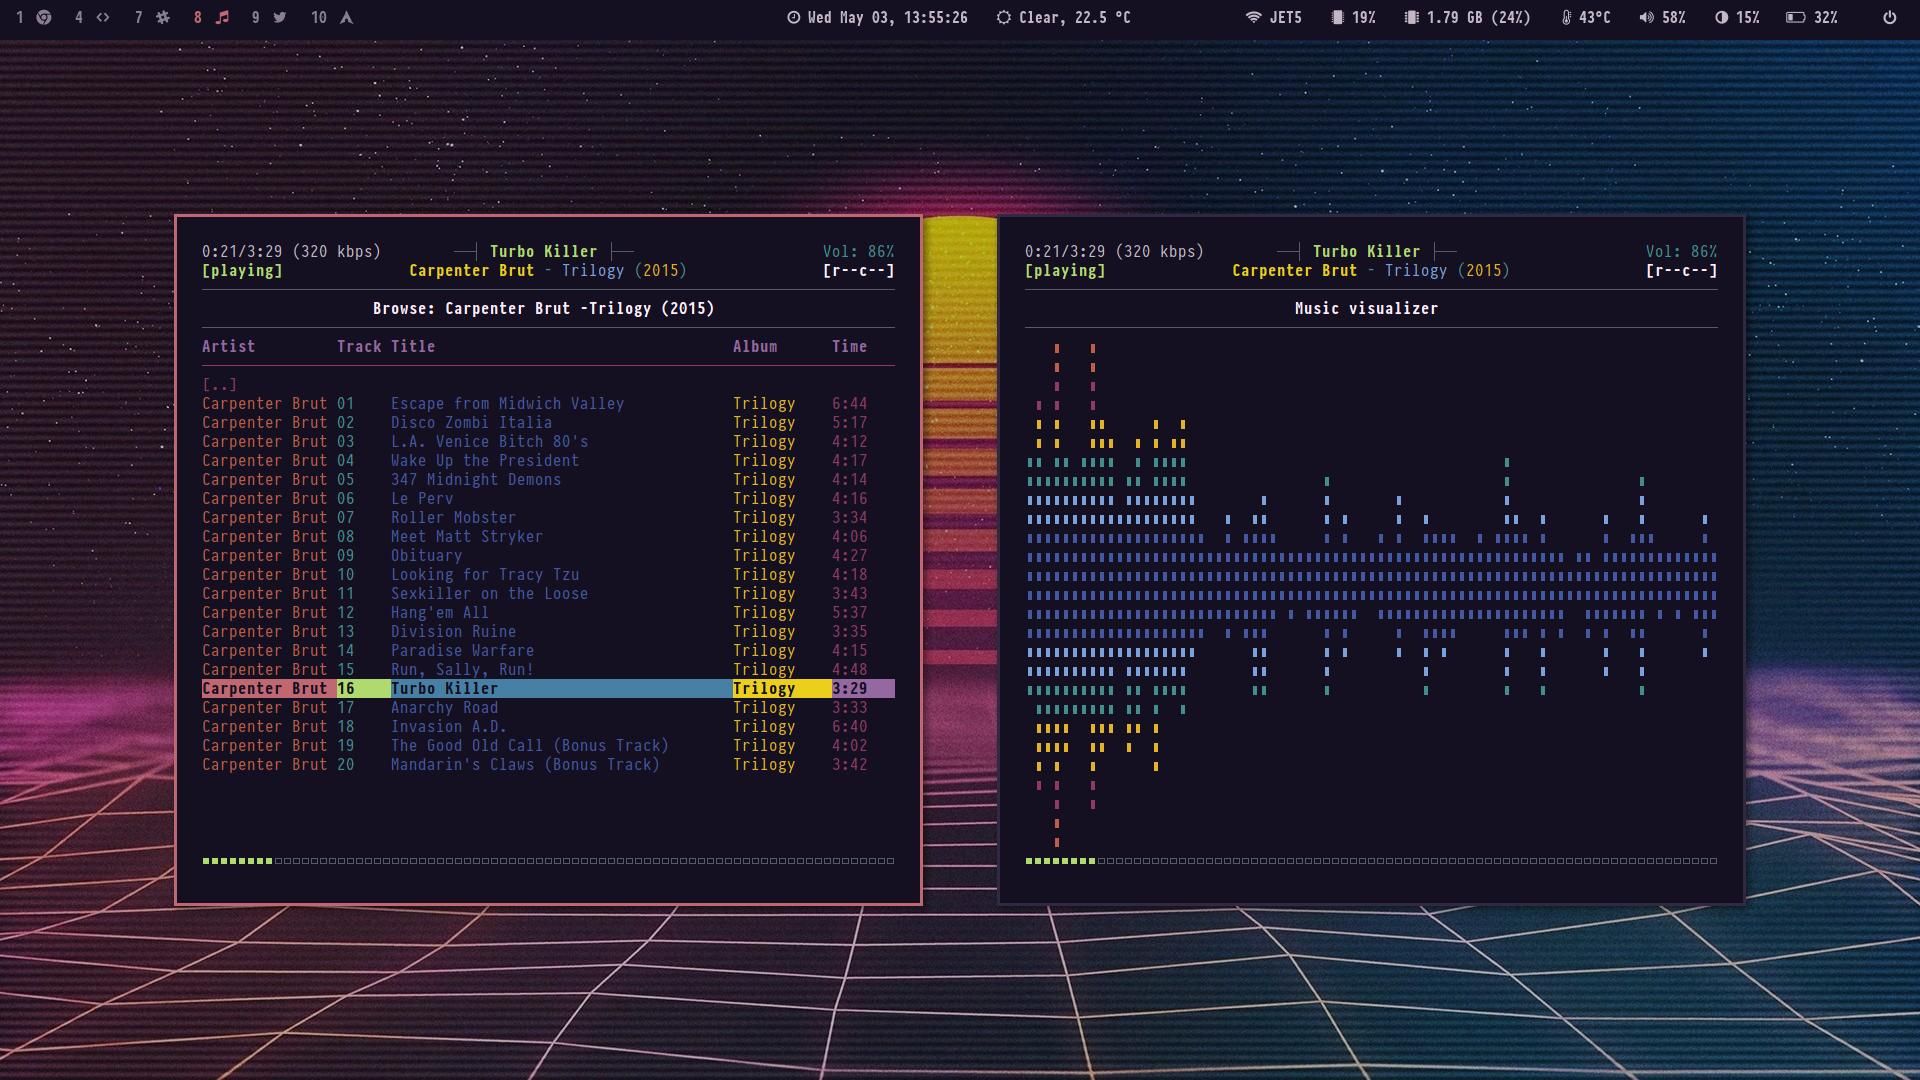 1 4 7 8 9 10 Wed May 03, 13:55:26 Clear, 22.5 °C JET5 19% 1.79 GB (24%) 43°C 58% 15% 32%
0:21/3:29 (320 kbps) Turbo Killer Vol: 86%
[playing] Carpenter Brut - Trilogy (2015) [r--c--]
Browse: Carpenter Brut -Trilogy (2015)
Artist Track Title Album Time
[..]
Carpenter Brut 01 Escape from Midwich Valley Trilogy 6:44
Carpenter Brut 02 Disco Zombi Italia Trilogy 5:17
Carpenter Brut 03 L.A. Venice Bitch 80's Trilogy 4:12
Carpenter Brut 04 Wake Up the President Trilogy 4:17
Carpenter Brut 05 347 Midnight Demons Trilogy 4:14
Carpenter Brut 06 Le Perv Trilogy 4:16
Carpenter Brut 07 Roller Mobster Trilogy 3:34
Carpenter Brut 08 Meet Matt Stryker Trilogy 4:06
Carpenter Brut 09 Obituary Trilogy 4:27
Carpenter Brut 10 Looking for Tracy Tzu Trilogy 4:18
Carpenter Brut 11 Sexkiller on the Loose Trilogy 3:43
Carpenter Brut 12 Hang'em All Trilogy 5:37
Carpenter Brut 13 Division Ruine Trilogy 3:35
Carpenter Brut 14 Paradise Warfare Trilogy 4:15
Carpenter Brut 15 Run, Sally, Run! Trilogy 4:48
Carpenter Brut 16 Turbo Killer Trilogy 3:29
Carpenter Brut 17 Anarchy Road Trilogy 3:33
Carpenter Brut 18 Invasion A.D. Trilogy 6:40
Carpenter Brut 19 The Good Old Call (Bonus Track) Trilogy 4:02
Carpenter Brut 20 Mandarin's Claws (Bonus Track) Trilogy 3:42
0:21/3:29 (320 kbps) Turbo Killer Vol: 86%
[playing] Carpenter Brut - Trilogy (2015) [r--c--]
Music visualizer